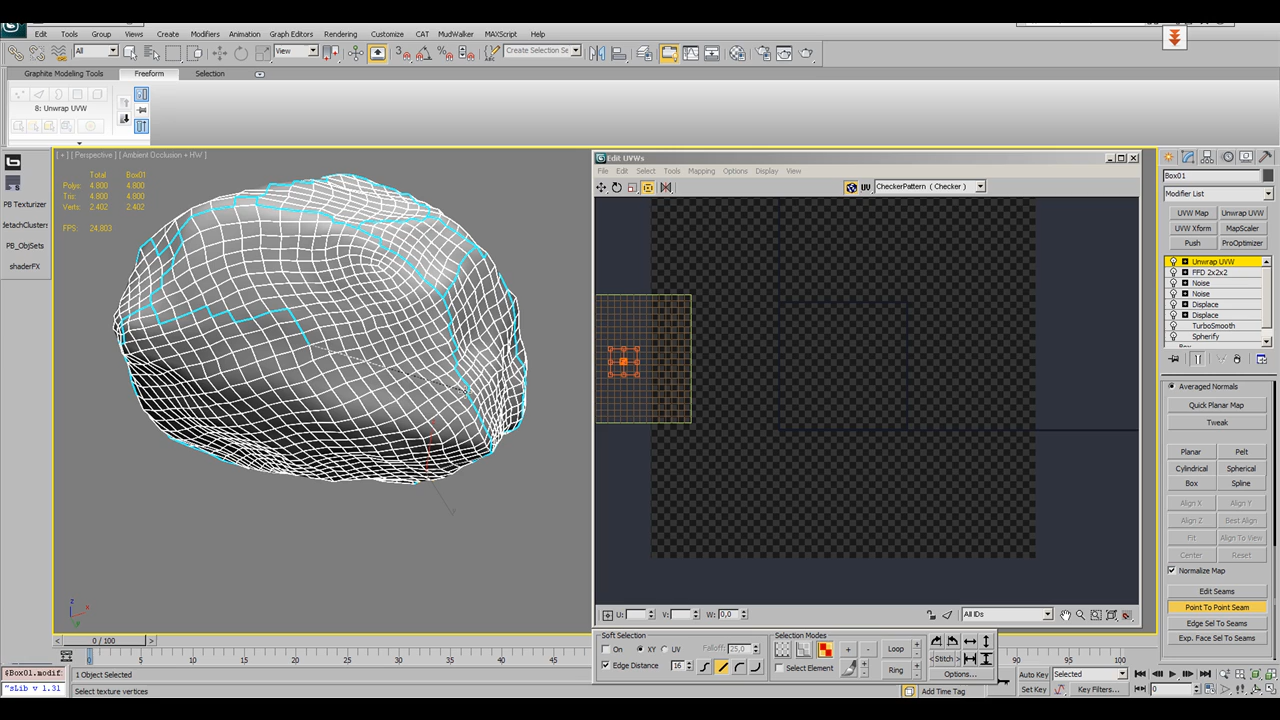 Edit Tools Group Views Create Modifiers Animation Graph Editors Rendering Customize CAT MudWalker MAXScript Help
All View Create Selection Se
Graphite Modeling Tools Freeform Selection
8: Unwrap UVW
[ + ] [ Perspective ] [ Ambient Occlusion + HW ]
Total Box01
Polys: 4.800 4.800
Tris: 4.800 4.800
Verts: 2.402 2.402
FPS: 24,803
PB Texturizer
detachClusters
PB_ObjSets
shaderFX
Edit UVWs
File Edit Select Tools Mapping Options Display View
UV CheckerPattern ( Checker )
U: V: W: 0,0 All IDs
Box01
Modifier List
UVW Map Unwrap UVW
UVW Xform MapScaler
Push ProOptimizer
Unwrap UVW
FFD 2x2x2
Noise
Noise
Displace
Displace
TurboSmooth
Spherify
Averaged Normals
Quick Planar Map
Tweak
Planar Pelt
Cylindrical Spherical
Box Spline
Align X Align Y
Align Z Best Align
Fit Align To View
Center Reset
Normalize Map
Edit Seams
Point To Point Seam
Edge Sel To Seams
Exp. Face Sel To Seams
Soft Selection
On XY UV Falloff: 25,0
Edge Distance 16
Selection Modes
Select Element
+ - Loop
Ring
Stitch
Options...
0 / 100
0 5 10 15 20 25 30 35 40 45 90 95 100
1 Object Selected
Select texture vertices
$Box01.modif
"sLib v 1.31
Add Time Tag
Auto Key Selected
Set Key Key Filters...
0